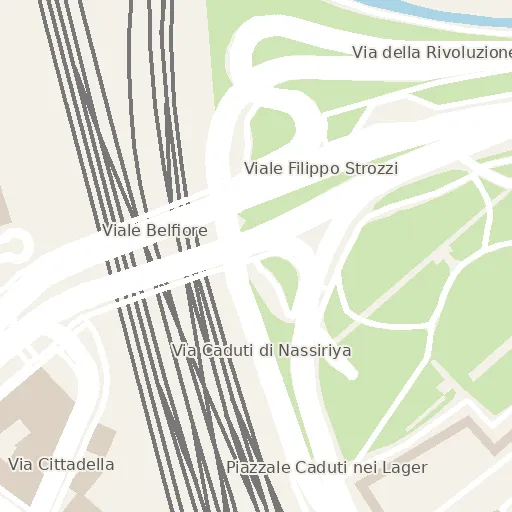 Via della Rivoluzione
Viale Filippo Strozzi
Viale Belfiore
Via Caduti di Nassiriya
Via Cittadella
Piazzale Caduti nei Lager